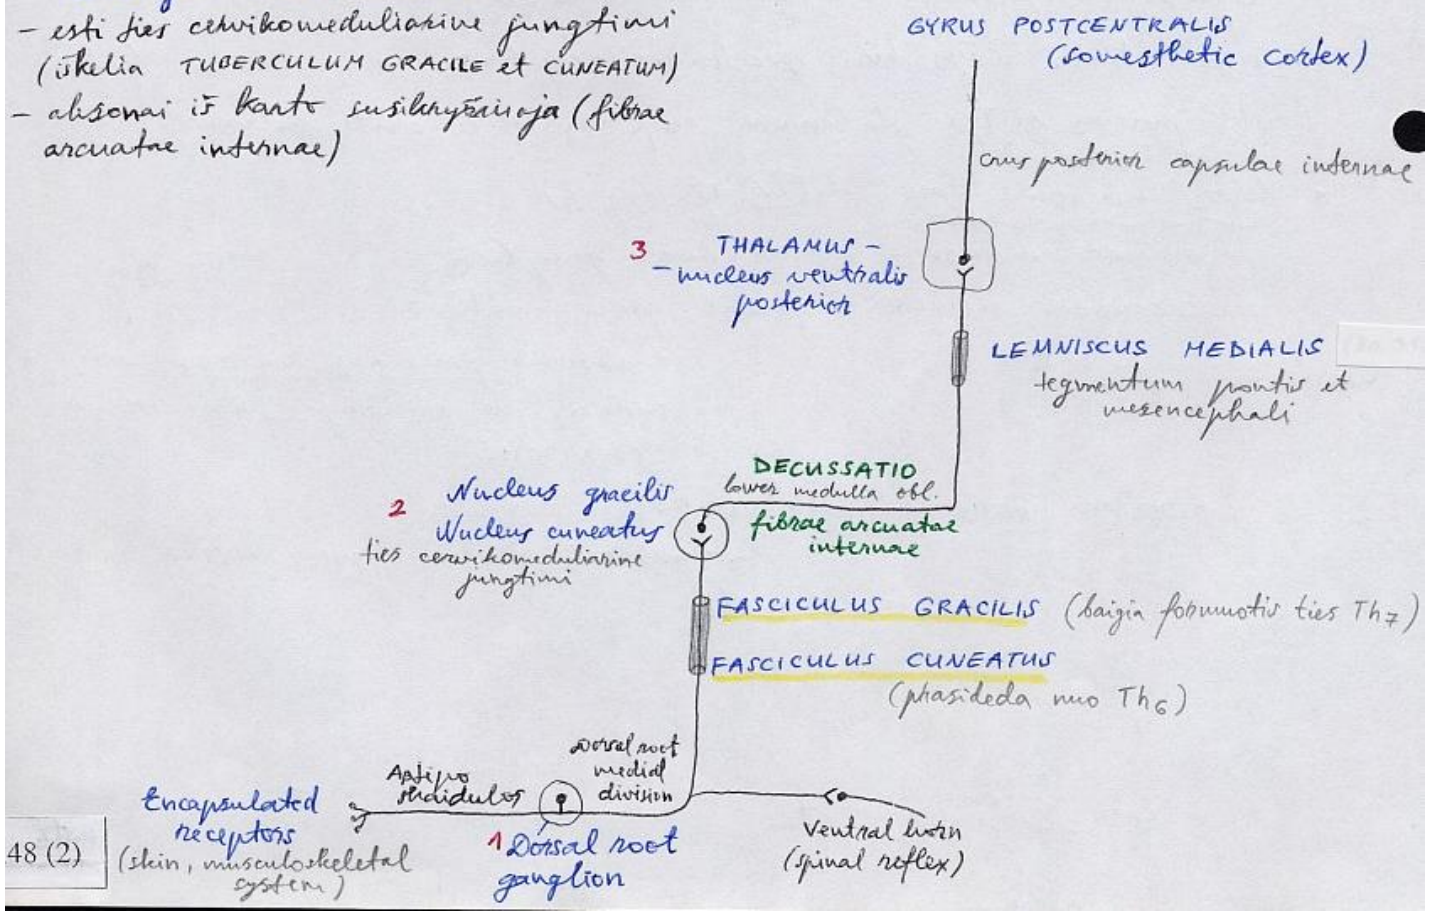 – esti ties cervikomeduliarine jungtimi
(iškelia TUBERCULUM GRACILE et CUNEATUM)
– aksonai iš karto susikryžiuoja (fibrae
arcuatae internae)
GYRUS POSTCENTRALIS
(somesthetic cortex)
crus posterior capsulae internae
3 THALAMUS –
– nucleus ventralis
posterior
LEMNISCUS MEDIALIS
tegmentum pontis et
mesencephali
DECUSSATIO
lower medulla obl.
fibrae arcuatae
internae
2 Nucleus gracilis
Nucleus cuneatus
ties cervikomeduliarine
jungtimi
FASCICULUS GRACILIS (baigia formuotis ties Th7)
FASCICULUS CUNEATUS
(prasideda nuo Th6)
Dorsal root
medial
division
A tipo
skaidulos
Encapsulated
receptors
(skin, musculoskeletal
system)
1 Dorsal root
ganglion
Ventral horn
(spinal reflex)
48 (2)